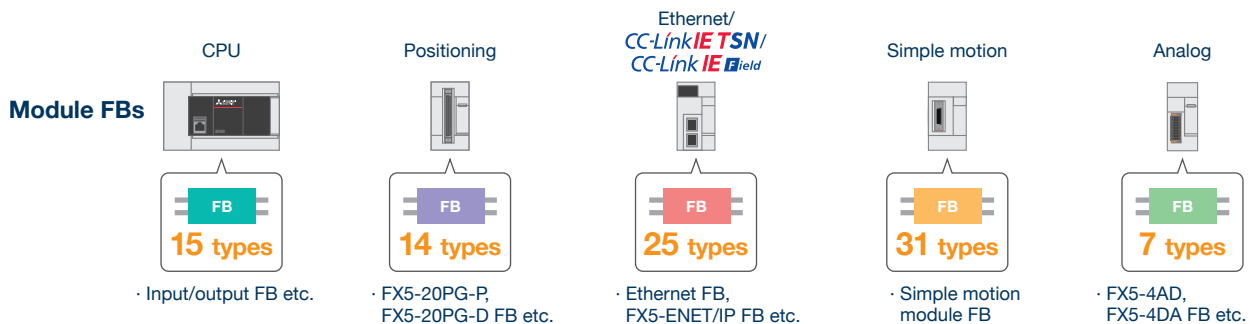 Module FBs
CPU
Positioning
Ethernet/
CC-Link IE TSN/
CC-Link IE Field
Simple motion
Analog
FB
15 types
FB
14 types
FB
25 types
FB
31 types
FB
7 types
· Input/output FB etc.
· FX5-20PG-P,
FX5-20PG-D FB etc.
· Ethernet FB,
FX5-ENET/IP FB etc.
· Simple motion
module FB
· FX5-4AD,
FX5-4DA FB etc.